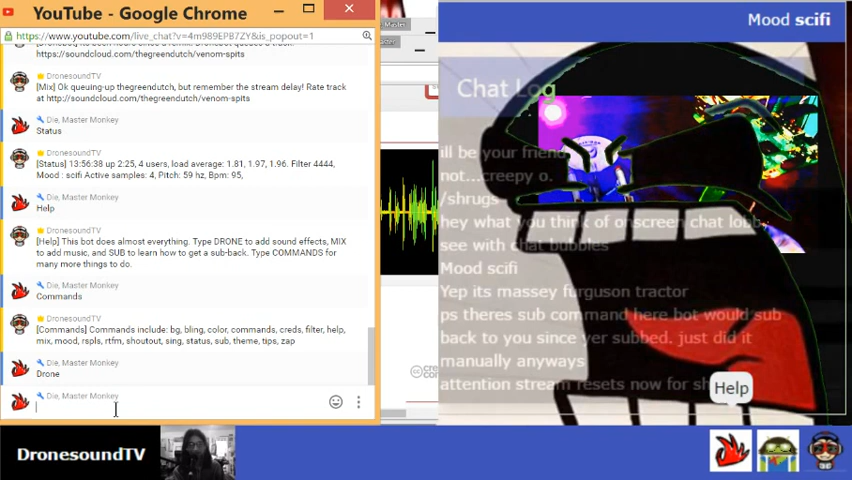 YouTube - Google Chrome
https://www.youtube.com/live_chat?v=4m989EPB7ZY&is_popout=1
https://soundcloud.com/thegreendutch/venom-spits
DronesoundTV
[Mix] Ok queuing-up thegreendutch, but remember the stream delay! Rate track
at http://soundcloud.com/thegreendutch/venom-spits
Die, Master Monkey
Status
DronesoundTV
[Status] 13:56:38 up 2:25, 4 users, load average: 1.81, 1.97, 1.96. Filter 4444,
Mood : scifi Active samples: 4, Pitch: 59 hz, Bpm: 95,
Die, Master Monkey
Help
DronesoundTV
[Help] This bot does almost everything. Type DRONE to add sound effects, MIX
to add music, and SUB to learn how to get a sub-back. Type COMMANDS for
many more things to do.
Die, Master Monkey
Commands
DronesoundTV
[Commands] Commands include: bg, bling, color, commands, creds, filter, help,
mix, mood, rspls, rtfm, shoutout, sing, status, sub, theme, tips, zap
Die, Master Monkey
Drone
Die, Master Monkey
Mood scifi
Chat Log
ill be your friend
not...creepy o.
/shrugs
hey what you think of onscreen chat lobb
see with chat bubbles
Mood scifi
Yep its massey furguson tractor
ps theres sub command here bot would sub
back to you since yer subbed. just did it
manually anyways
attention stream resets now for sh
Help
DronesoundTV